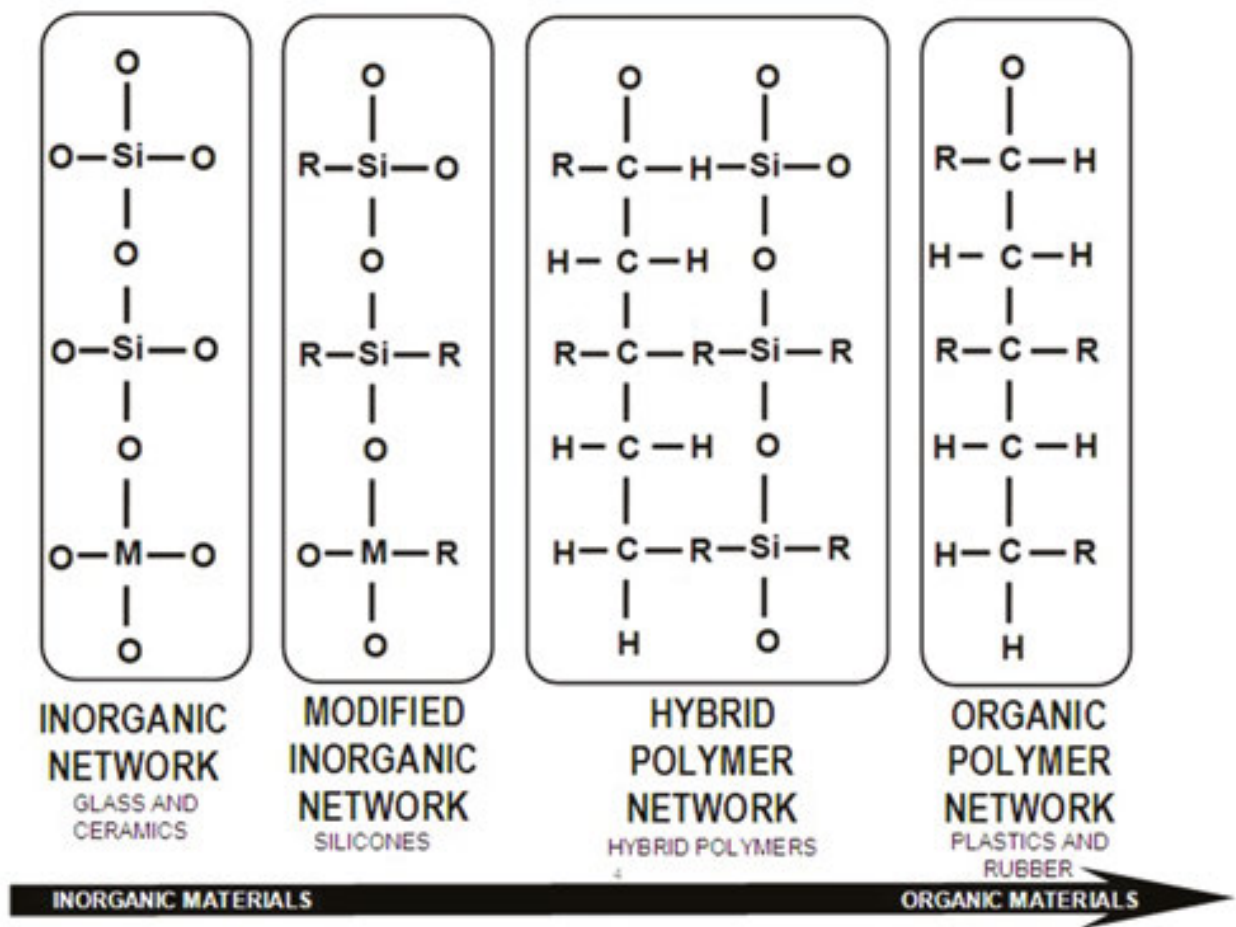 O
O—Si—O
O
O—Si—O
O
O—M—O
O
O
R—Si—O
O
R—Si—R
O
O—M—R
O
O O
R—C—H—Si—O
H—C—H O
R—C—R—Si—R
H—C—H O
H—C—R—Si—R
H O
O
R—C—H
H—C—H
R—C—R
H—C—H
H—C—R
H
INORGANIC
NETWORK
GLASS AND
CERAMICS
MODIFIED
INORGANIC
NETWORK
SILICONES
HYBRID
POLYMER
NETWORK
HYBRID POLYMERS
4
ORGANIC
POLYMER
NETWORK
PLASTICS AND
RUBBER
INORGANIC MATERIALS
ORGANIC MATERIALS